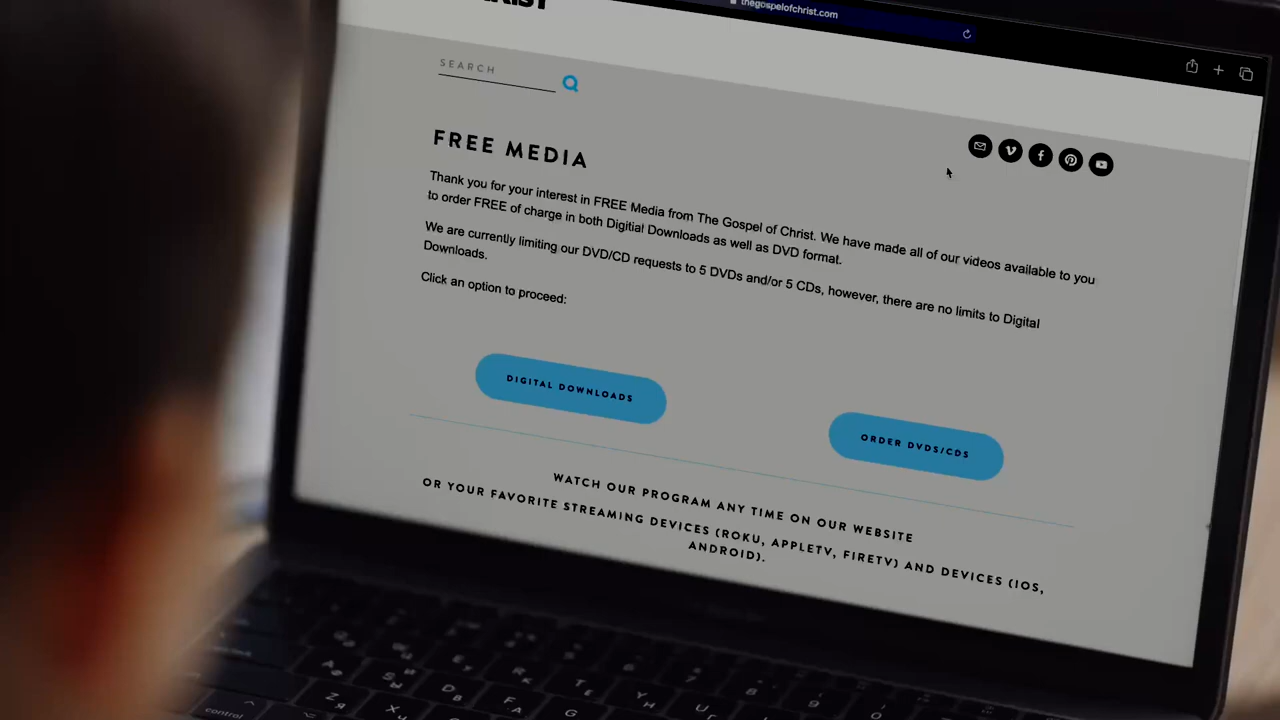 thegospelofchrist.com
SEARCH
FREE MEDIA
Thank you for your interest in FREE Media from The Gospel of Christ. We have made all of our videos available to you
to order FREE of charge in both Digitial Downloads as well as DVD format.
We are currently limiting our DVD/CD requests to 5 DVDs and/or 5 CDs, however, there are no limits to Digital
Downloads.
Click an option to proceed:
DIGITAL DOWNLOADS
ORDER DVDS/CDS
WATCH OUR PROGRAM ANY TIME ON OUR WEBSITE
OR YOUR FAVORITE STREAMING DEVICES (ROKU, APPLETV, FIRETV) AND DEVICES (IOS,
ANDROID).
control